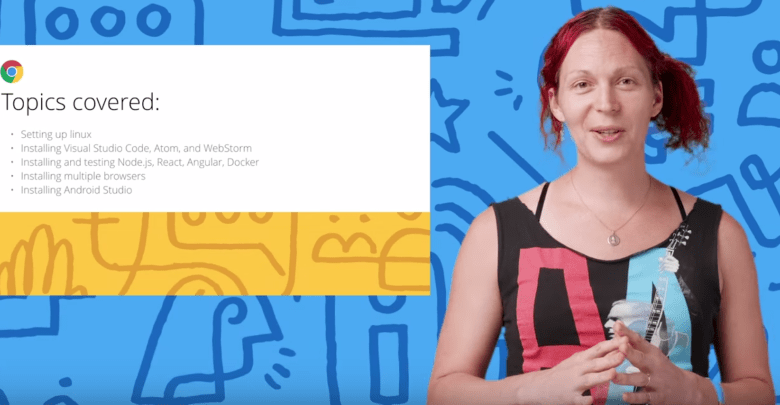 Topics covered:
• Setting up linux
• Installing Visual Studio Code, Atom, and WebStorm
• Installing and testing Node.js, React, Angular, Docker
• Installing multiple browsers
• Installing Android Studio